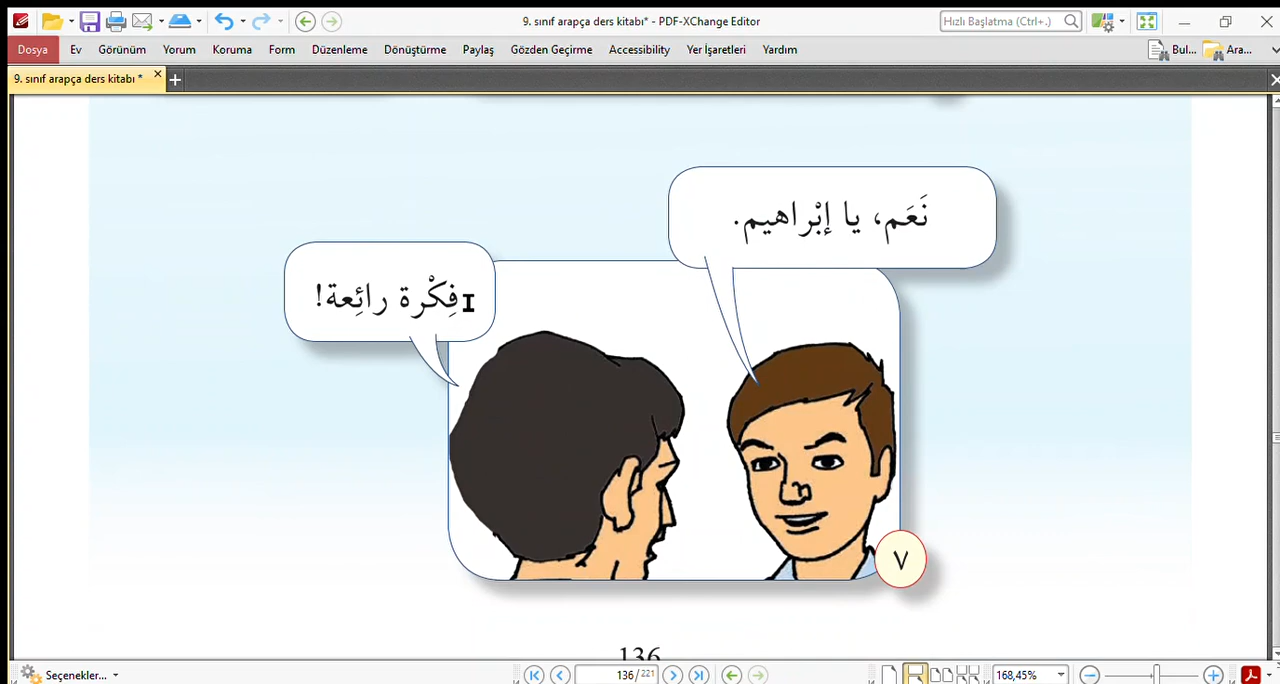 9. sınıf arapça ders kitabı* - PDF-XChange Editor
Hızlı Başlatma (Ctrl+.)
Dosya Ev Görünüm Yorum Koruma Form Düzenleme Dönüştürme Paylaş Gözden Geçirme Accessibility Yer İşaretleri Yardım
Bul... Ara...
9. sınıf arapça ders kitabı *
نَعَم، يا إبْراهيم.
فِكْرة رائِعة!
٧
136
Seçenekler...
136 / 221
168,45%